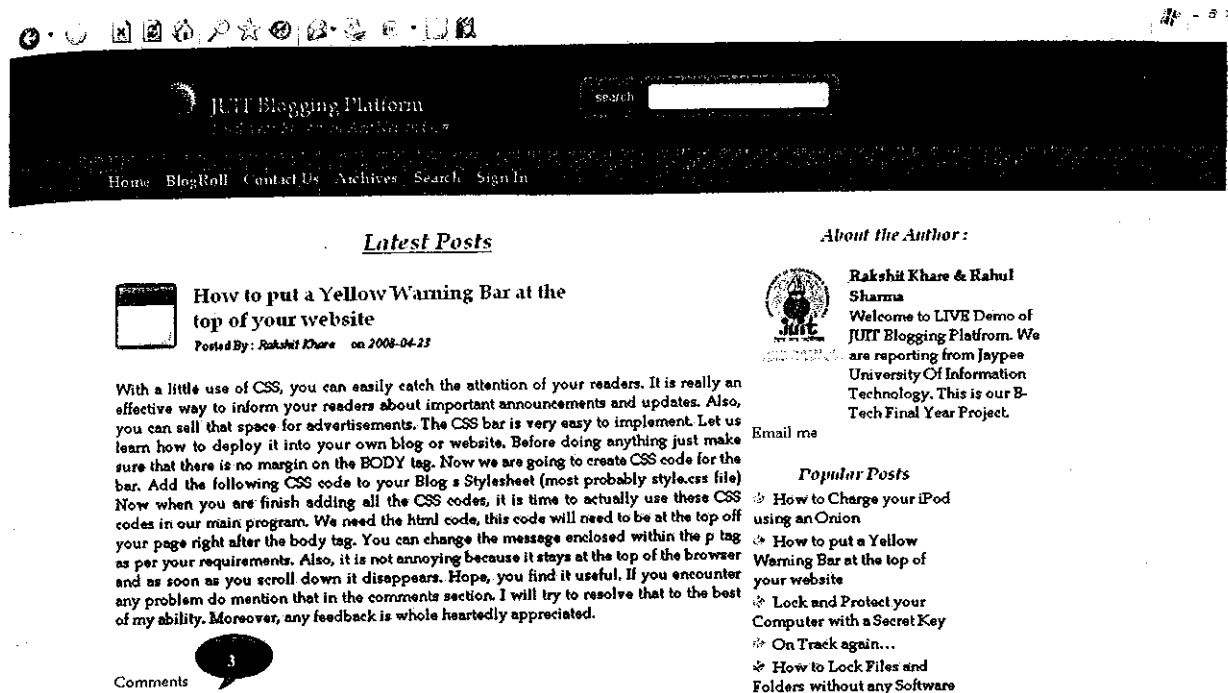 JUIT Blogging Platform
search
Home BlogRoll Contact Us Archives Search Sign In
Latest Posts
How to put a Yellow Warning Bar at the
top of your website
Posted By : Rakshit Khare on 2008-04-23
With a little use of CSS, you can easily catch the attention of your readers. It is really an
effective way to inform your readers about important announcements and updates. Also,
you can sell that space for advertisements. The CSS bar is very easy to implement. Let us
learn how to deploy it into your own blog or website. Before doing anything just make
sure that there is no margin on the BODY tag. Now we are going to create CSS code for the
bar. Add the following CSS code to your Blog s Stylesheet (most probably style.css file)
Now when you are finish adding all the CSS codes, it is time to actually use these CSS
codes in our main program. We need the html code, this code will need to be at the top off
your page right after the body tag. You can change the message enclosed within the p tag
as per your requirements. Also, it is not annoying because it stays at the top of the browser
and as soon as you scroll down it disappears. Hope, you find it useful. If you encounter
any problem do mention that in the comments section. I will try to resolve that to the best
of my ability. Moreover, any feedback is whole heartedly appreciated.
3
Comments
About the Author :
juit
Rakshit Khare & Rahul
Sharma
Welcome to LIVE Demo of
JUIT Blogging Platfrom. We
are reporting from Jaypee
University Of Information
Technology. This is our B-
Tech Final Year Project.
Email me
Popular Posts
How to Charge your iPod
using an Onion
How to put a Yellow
Warning Bar at the top of
your website
Lock and Protect your
Computer with a Secret Key
On Track again...
How to Lock Files and
Folders without any Software